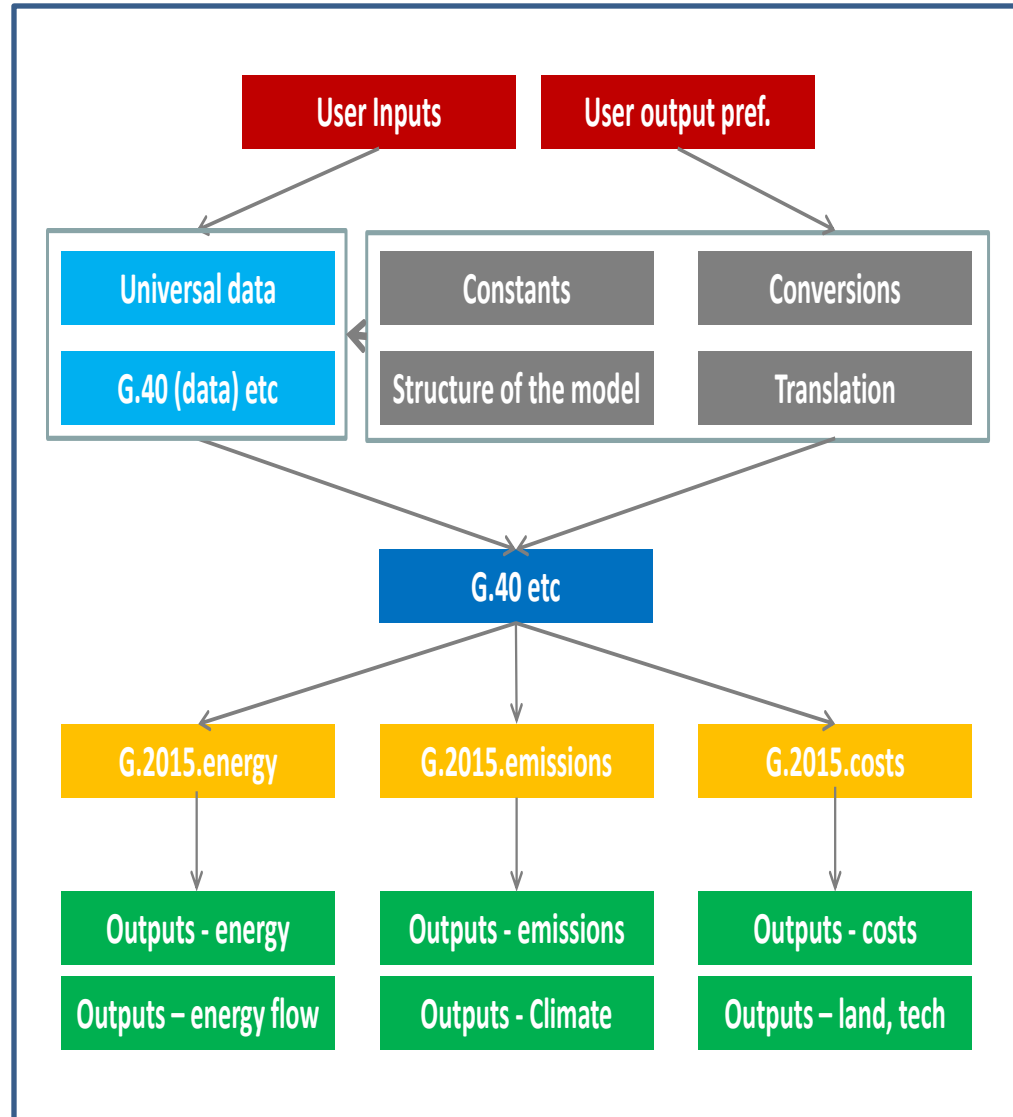 User Inputs
User output pref.
Universal data
Constants
Conversions
G.40 (data) etc
Structure of the model
Translation
G.40 etc
G.2015.energy
G.2015.emissions
G.2015.costs
Outputs - energy
Outputs - emissions
Outputs - costs
Outputs – energy flow
Outputs - Climate
Outputs – land, tech